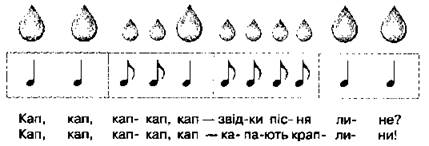 Кап, кап, кап- кап, кап — звід-ки піс- ня ли- не?
Кап, кап, кап- кап, кап — ка- па-ють крап- ли- ни!